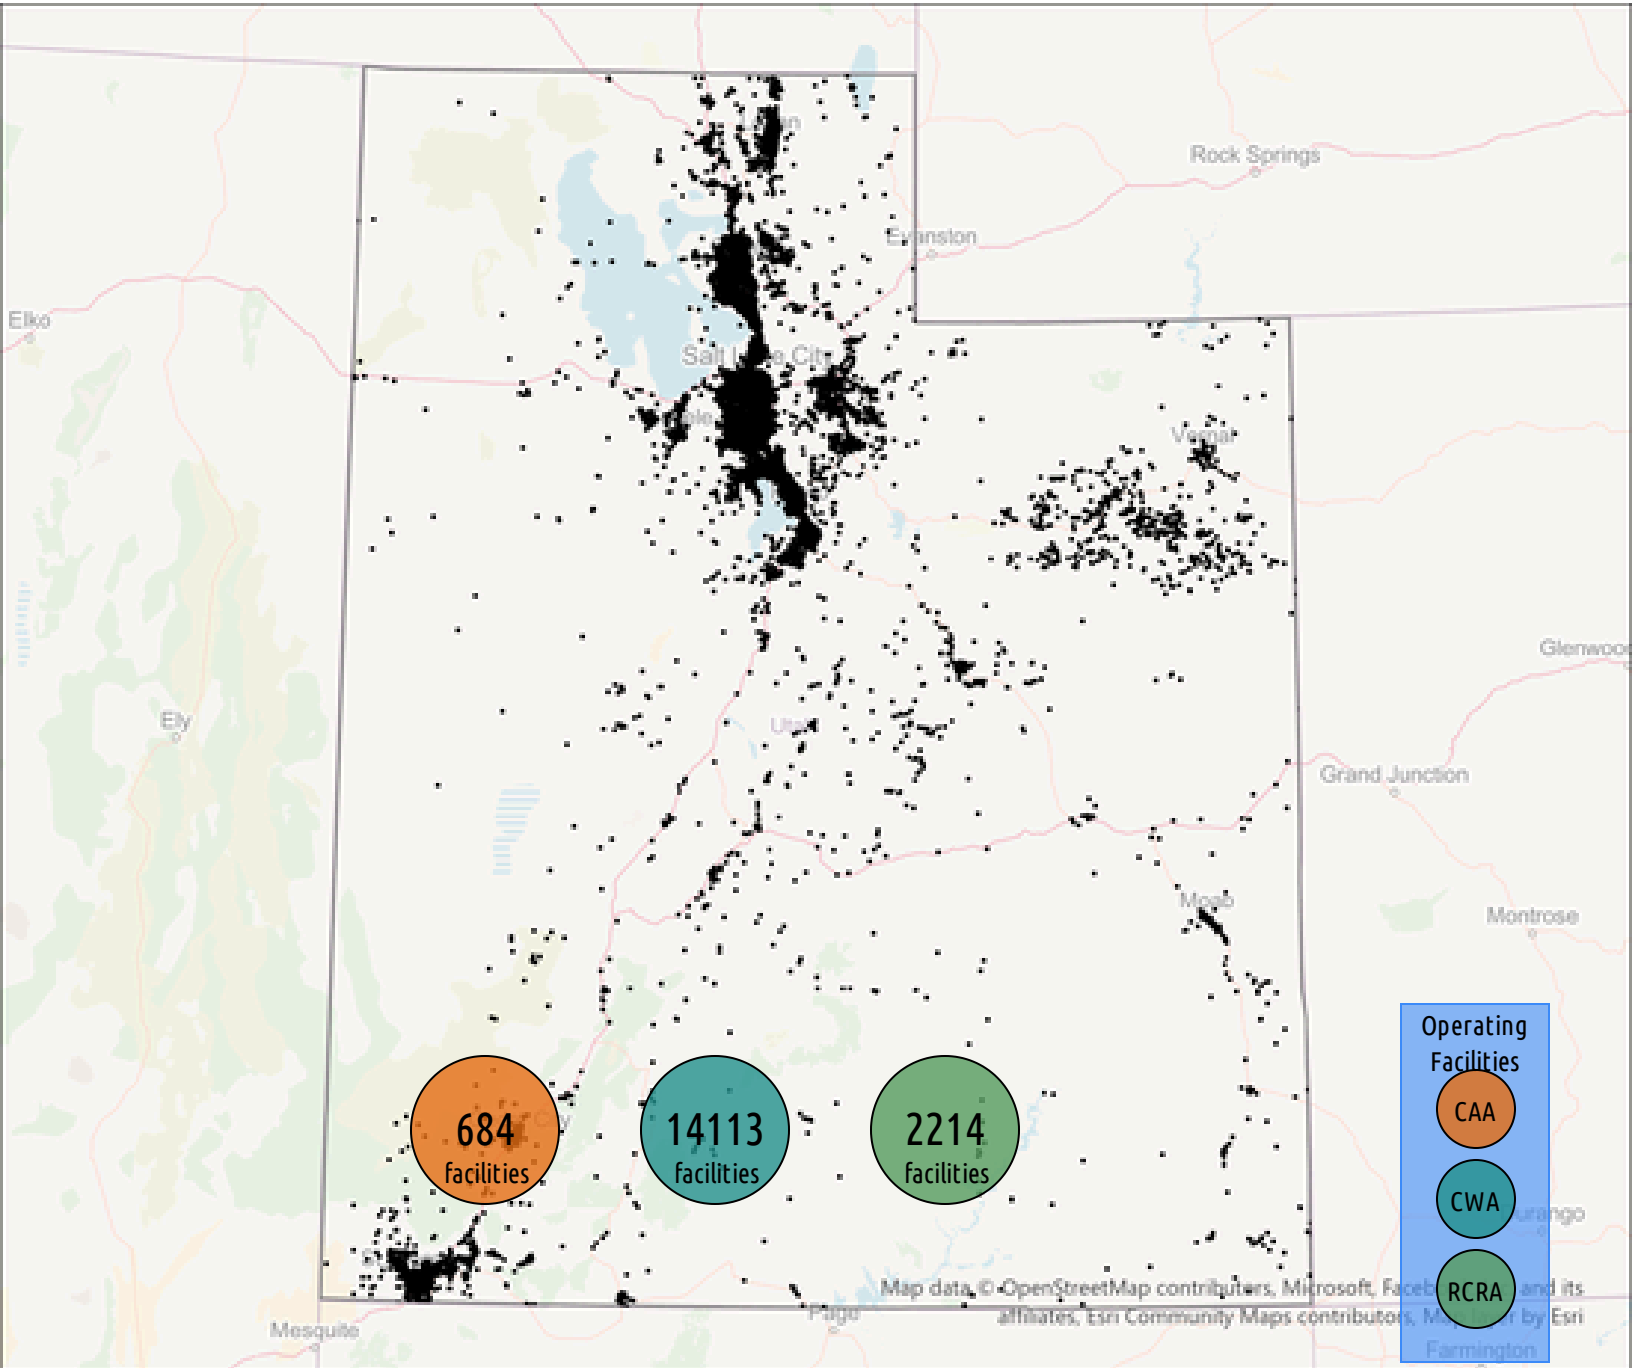 Rock Springs
Evanston
Elko
Salt Lake City
Vernal
Glenwood
Ely
Utah
Grand Junction
Moab
Montrose
Operating
Facilities
CAA
684
facilities
14113
facilities
2214
facilities
City
CWA
RCRA
Map data © OpenStreetMap contributors, Microsoft, Facebook, Inc. and its
affiliates, Esri Community Maps contributors, Map layer by Esri
Page
Mesquite
Farmington